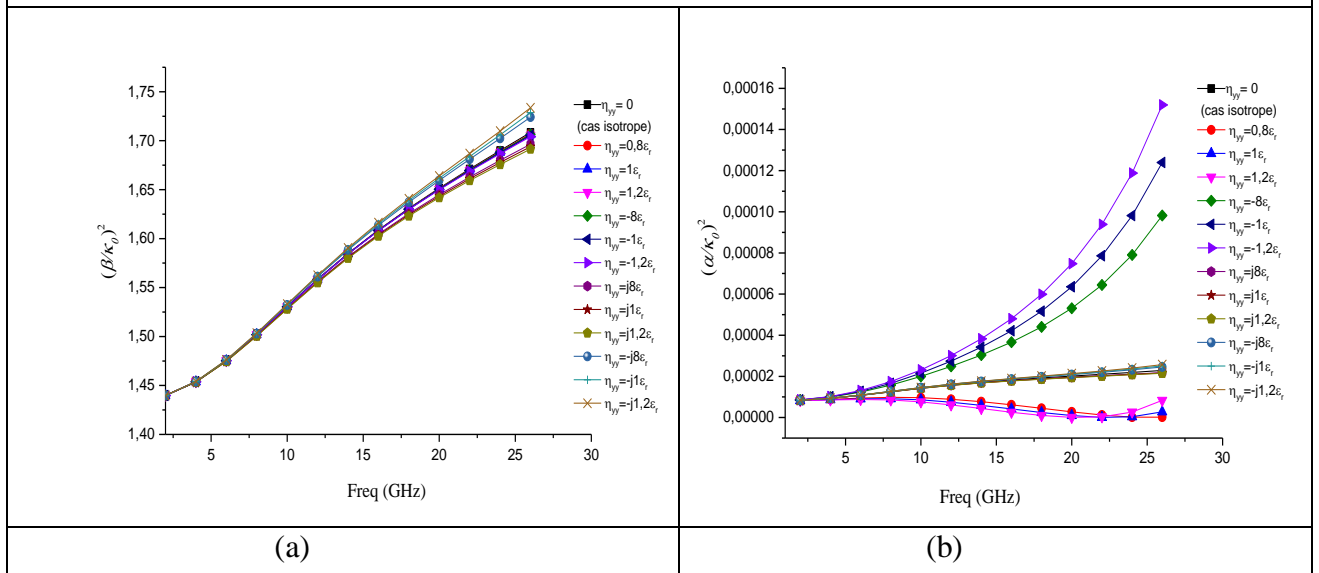 1,75
1,70
1,65
1,60
1,55
1,50
1,45
1,40
(β/κ₀)²
5 10 15 20 25 30
Freq (GHz)
η_yy= 0
(cas isotrope)
η_yy=0,8ε_r
η_yy=1ε_r
η_yy=1,2ε_r
η_yy=-8ε_r
η_yy=-1ε_r
η_yy=-1,2ε_r
η_yy=j8ε_r
η_yy=j1ε_r
η_yy=j1,2ε_r
η_yy=-j8ε_r
η_yy=-j1ε_r
η_yy=-j1,2ε_r
(a)
0,00016
0,00014
0,00012
0,00010
0,00008
0,00006
0,00004
0,00002
0,00000
(α/κ₀)²
5 10 15 20 25 30
Freq (GHz)
η_yy= 0
(cas isotrope)
η_yy=0,8ε_r
η_yy=1ε_r
η_yy=1,2ε_r
η_yy=-8ε_r
η_yy=-1ε_r
η_yy=-1,2ε_r
η_yy=j8ε_r
η_yy=j1ε_r
η_yy=j1,2ε_r
η_yy=-j8ε_r
η_yy=-j1ε_r
η_yy=-j1,2ε_r
(b)